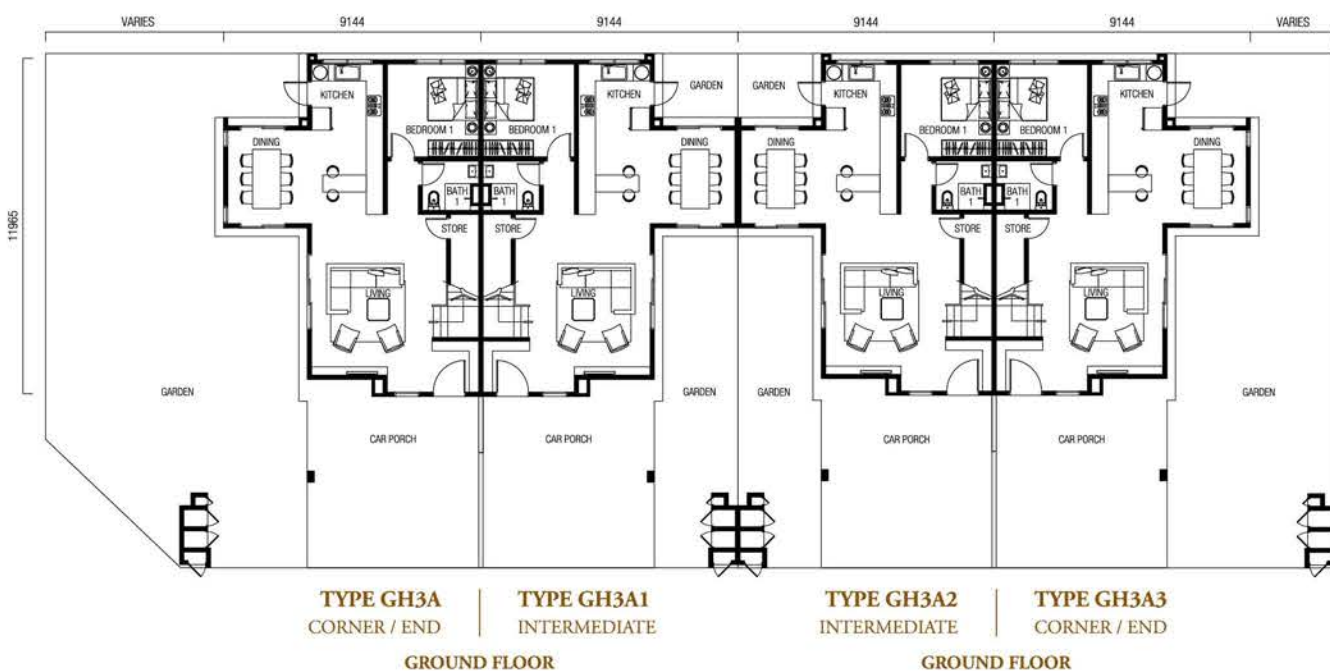 VARIES 9144 9144 9144 9144 VARIES
KITCHEN KITCHEN GARDEN GARDEN KITCHEN KITCHEN
BEDROOM 1 BEDROOM 1 BEDROOM 1 BEDROOM 1
DINING DINING DINING DINING
BATH 1 BATH 1 BATH 1 BATH 1
11965
STORE STORE STORE STORE
LIVING LIVING LIVING LIVING
GARDEN GARDEN GARDEN GARDEN
CAR PORCH CAR PORCH CAR PORCH CAR PORCH
TYPE GH3A TYPE GH3A1 TYPE GH3A2 TYPE GH3A3
CORNER / END INTERMEDIATE INTERMEDIATE CORNER / END
GROUND FLOOR GROUND FLOOR